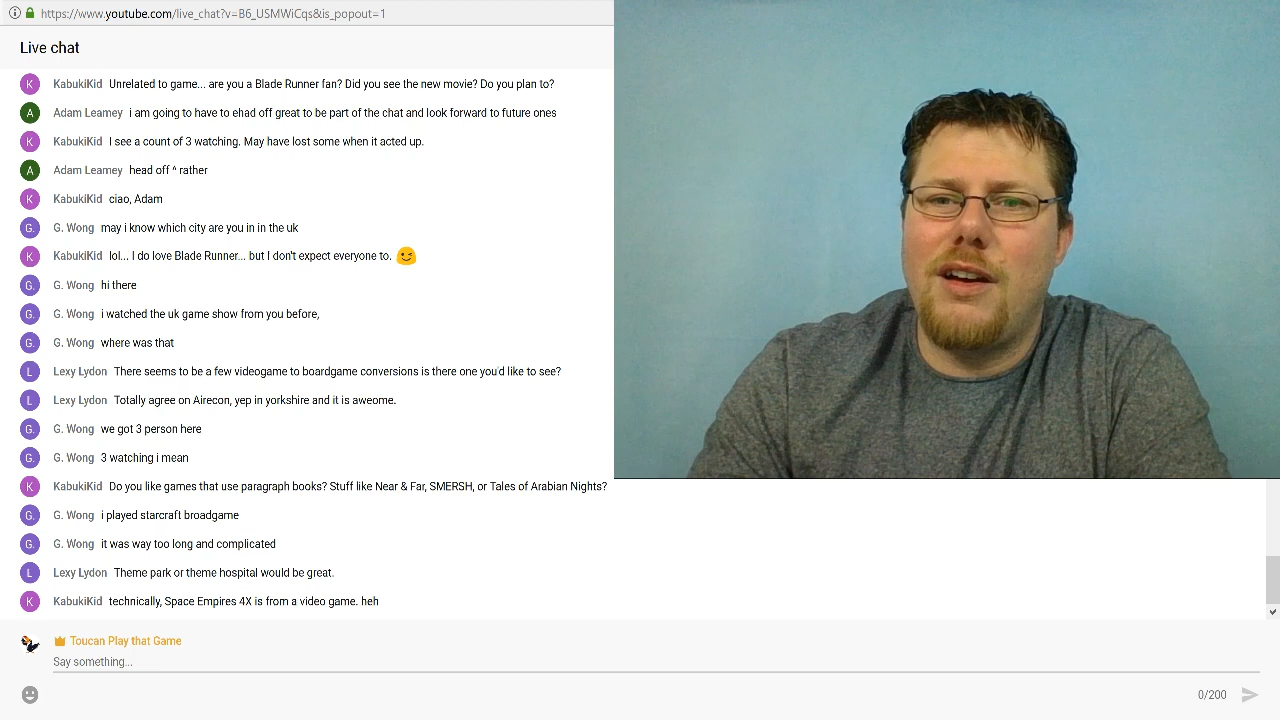 https://www.youtube.com/live_chat?v=B6_USMWiCqs&is_popout=1
Live chat
K KabukiKid Unrelated to game... are you a Blade Runner fan? Did you see the new movie? Do you plan to?
A Adam Leamey i am going to have to ehad off great to be part of the chat and look forward to future ones
K KabukiKid I see a count of 3 watching. May have lost some when it acted up.
A Adam Leamey head off ^ rather
K KabukiKid ciao, Adam
G. G. Wong may i know which city are you in in the uk
K KabukiKid lol... I do love Blade Runner... but I don't expect everyone to.
G. G. Wong hi there
G. G. Wong i watched the uk game show from you before,
G. G. Wong where was that
L Lexy Lydon There seems to be a few videogame to boardgame conversions is there one you'd like to see?
L Lexy Lydon Totally agree on Airecon, yep in yorkshire and it is aweome.
G. G. Wong we got 3 person here
G. G. Wong 3 watching i mean
K KabukiKid Do you like games that use paragraph books? Stuff like Near & Far, SMERSH, or Tales of Arabian Nights?
G. G. Wong i played starcraft broadgame
G. G. Wong it was way too long and complicated
L Lexy Lydon Theme park or theme hospital would be great.
K KabukiKid technically, Space Empires 4X is from a video game. heh
Toucan Play that Game
Say something...
0/200